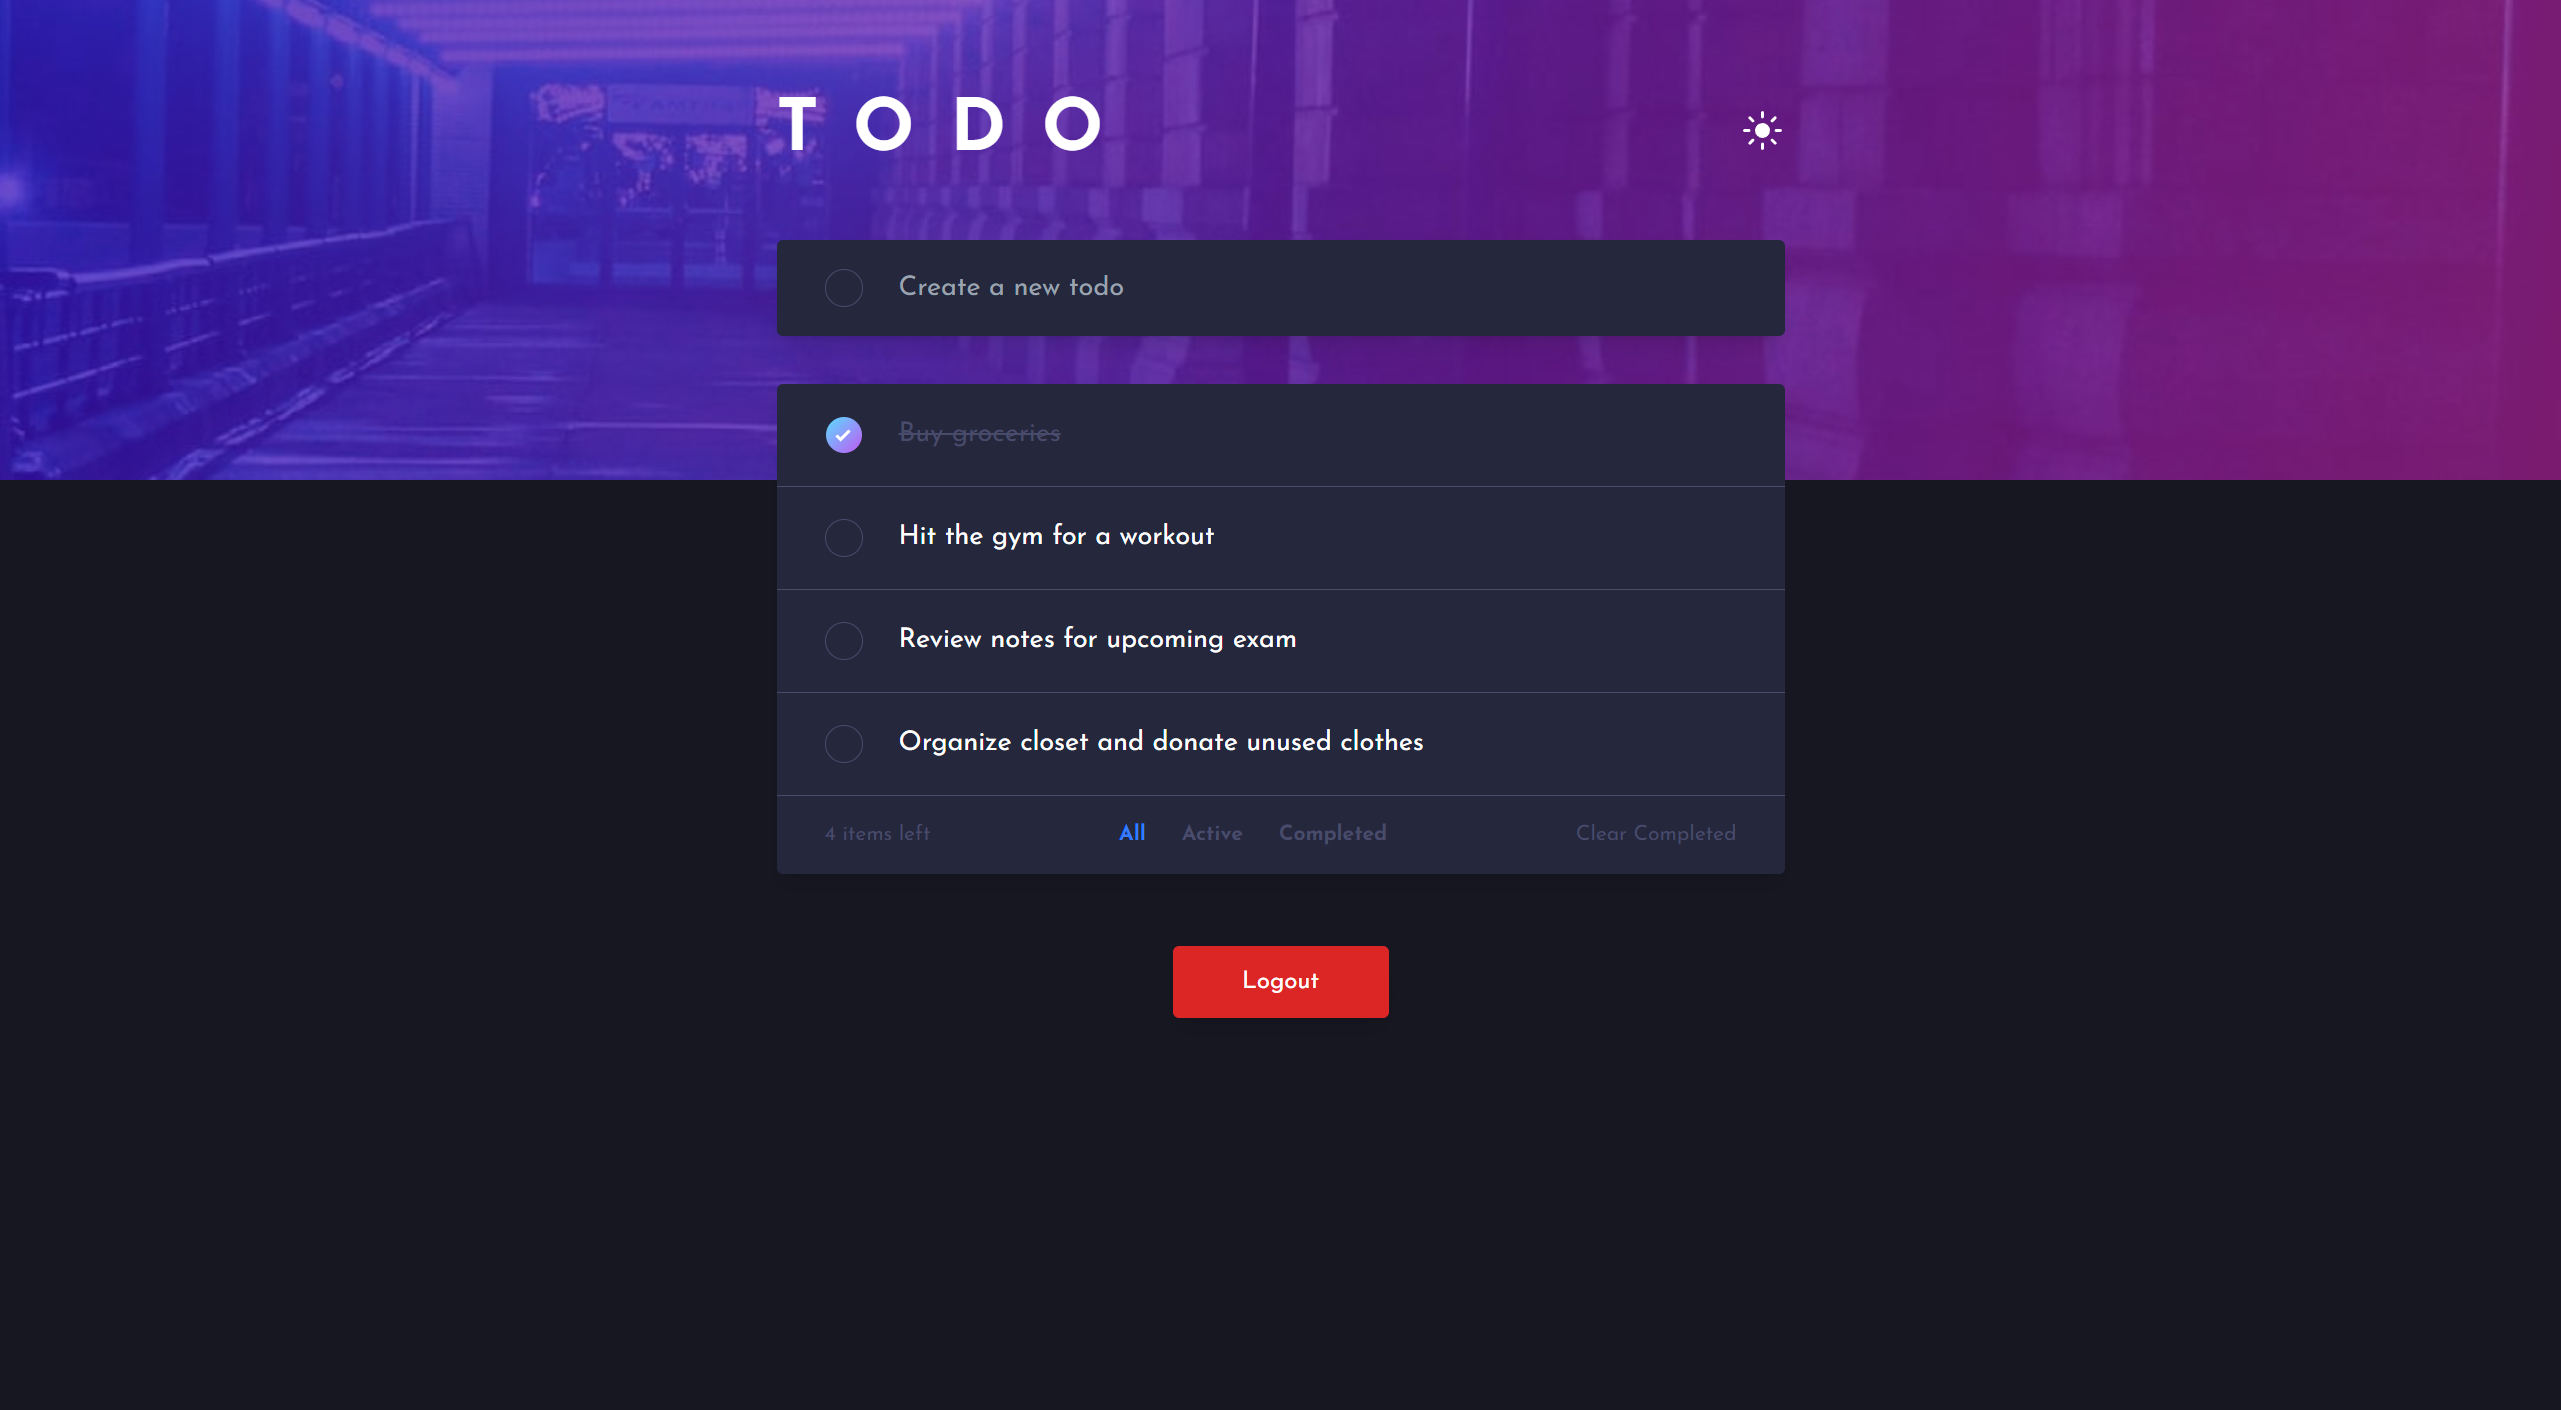 TODO
Create a new todo
Buy groceries
Hit the gym for a workout
Review notes for upcoming exam
Organize closet and donate unused clothes
4 items left All Active Completed Clear Completed
Logout